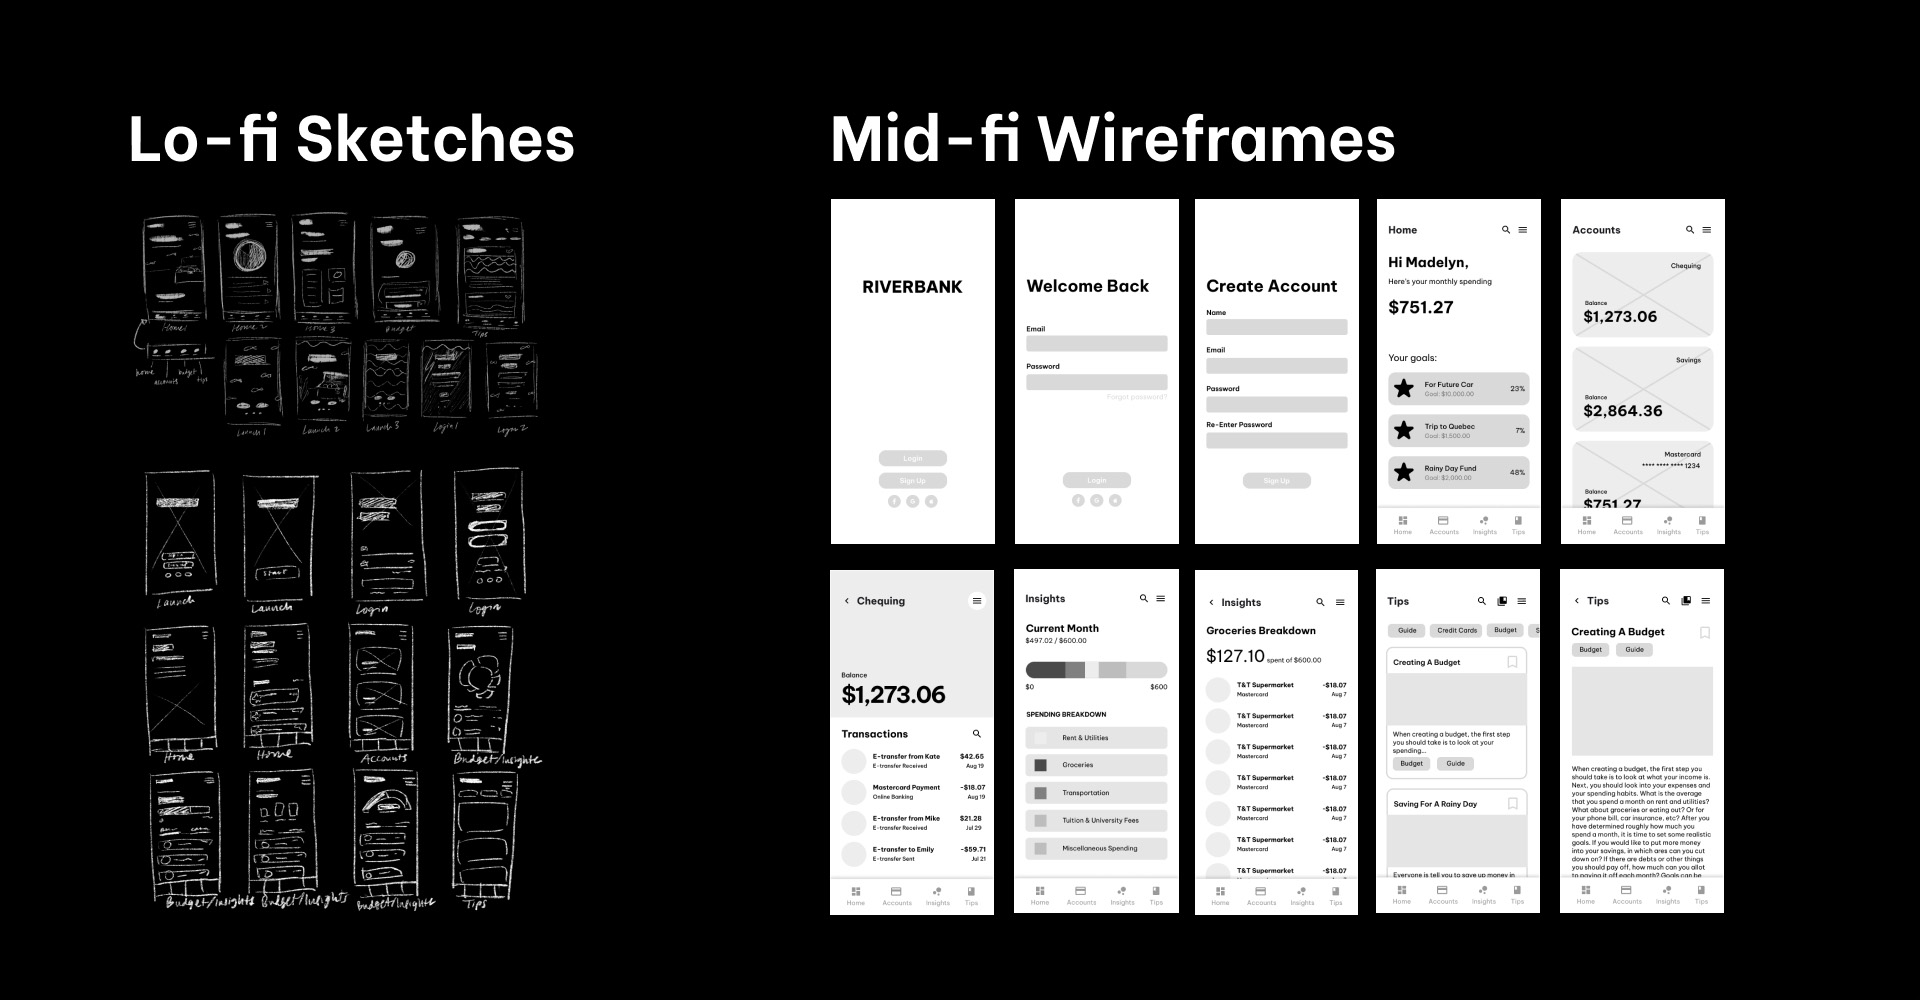 Lo-fi Sketches
Home1
Home 2
Home 3
Budget
Tips
home
accounts
budget
tips
Launch 1
Launch 2
Launch 3
Login 1
Login 2
START
Launch
Launch
Login
Login
Home
Home
Accounts
Budget/Insights
Budget/Insights
Budget/Insights
Budget/Insights
Tips
Mid-fi Wireframes
RIVERBANK
Login
Sign Up
f
G
Welcome Back
Email
Password
Forgot password?
Login
f
G
Create Account
Name
Email
Password
Re-Enter Password
Sign Up
Home
Hi Madelyn,
Here's your monthly spending
$751.27
Your goals:
For Future Car
Goal: $10,000.00
23%
Trip to Quebec
Goal: $1,500.00
7%
Rainy Day Fund
Goal: $2,000.00
48%
Home Accounts Insights Tips
Accounts
Chequing
Balance
$1,273.06
Savings
Balance
$2,864.36
Mastercard
**** **** **** 1234
Balance
$751.27
Home Accounts Insights Tips
Chequing
Balance
$1,273.06
Transactions
E-transfer from Kate $42.65
E-transfer Received Aug 19
Mastercard Payment -$18.07
Online Banking Aug 19
E-transfer from Mike $21.28
E-transfer Received Jul 29
E-transfer to Emily -$59.71
E-transfer Sent Jul 21
Home Accounts Insights Tips
Insights
Current Month
$497.02 / $600.00
$0 $600
SPENDING BREAKDOWN
Rent & Utilities
Groceries
Transportation
Tuition & University Fees
Miscellaneous Spending
Home Accounts Insights Tips
Insights
Groceries Breakdown
$127.10 spent of $600.00
T&T Supermarket -$18.07
Mastercard Aug 7
T&T Supermarket -$18.07
Mastercard Aug 7
T&T Supermarket -$18.07
Mastercard Aug 7
T&T Supermarket -$18.07
Mastercard Aug 7
T&T Supermarket -$18.07
Mastercard Aug 7
T&T Supermarket -$18.07
Mastercard Aug 7
T&T Supermarket -$18.07
Home Accounts Insights Tips
Tips
Guide Credit Cards Budget S
Creating A Budget
When creating a budget, the first step
you should take is to look at your
spending...
Budget Guide
Saving For A Rainy Day
Everyone is tell you to save up money in
Home Accounts Insights Tips
Tips
Creating A Budget
Budget Guide
When creating a budget, the first step you
should take is to look at what your income is.
Next, you should look into your expenses and
your spending habits. What is the average
that you spend a month on rent and utilities?
What about groceries or eating out? Or for
your phone bill, car insurance, etc? After you
have determined roughly how much you
spend a month, it is time to set some realistic
goals. If you would like to put more money
into your savings, in which area can you cut
down on? If there are debts or other things
you should pay off, how much can you allot
to paying it off each month? Goals can be
Home Accounts Insights Tips